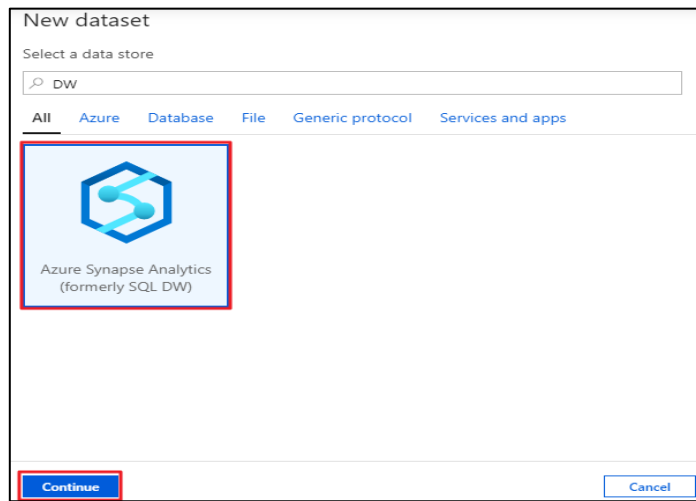 New dataset
Select a data store
DW
All Azure Database File Generic protocol Services and apps
Azure Synapse Analytics
(formerly SQL DW)
Continue Cancel